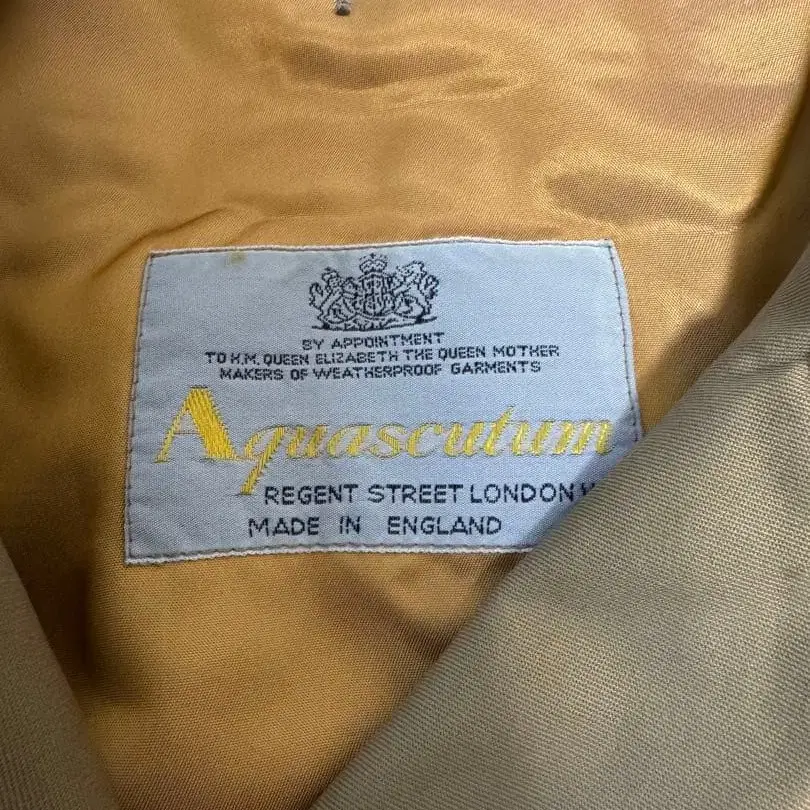 BY APPOINTMENT
TO H.M. QUEEN ELIZABETH THE QUEEN MOTHER
MAKERS OF WEATHERPROOF GARMENTS
Aquascutum
REGENT STREET LONDON
MADE IN ENGLAND